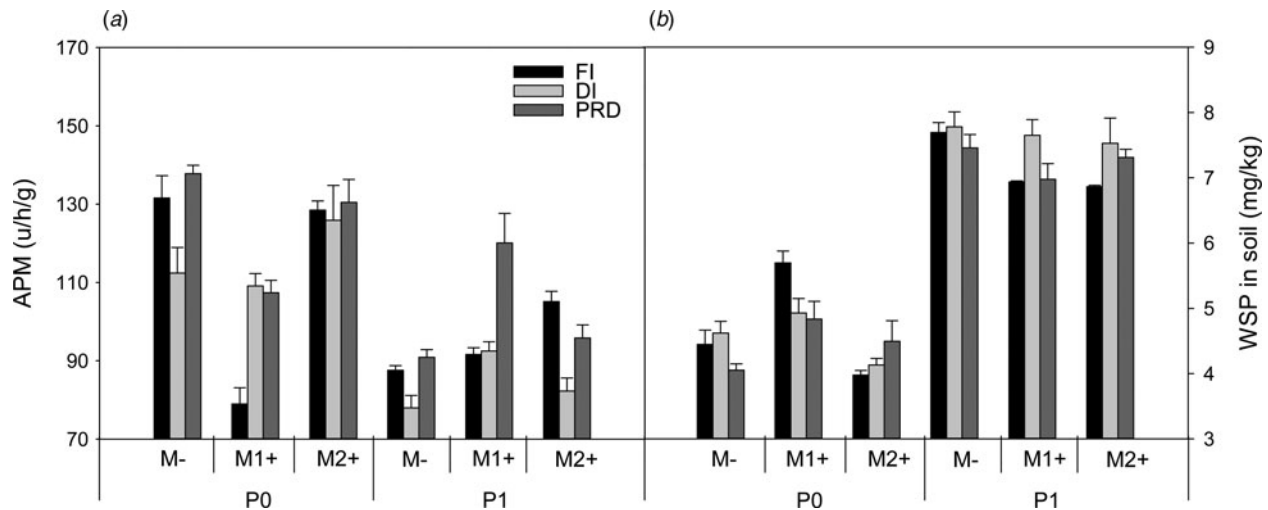 (a)
(b)
170
150
130
110
90
70
APM (u/h/g)
FI
DI
PRD
9
8
7
6
5
4
3
WSP in soil (mg/kg)
M- M1+ M2+ M- M1+ M2+ M- M1+ M2+ M- M1+ M2+
P0 P1 P0 P1